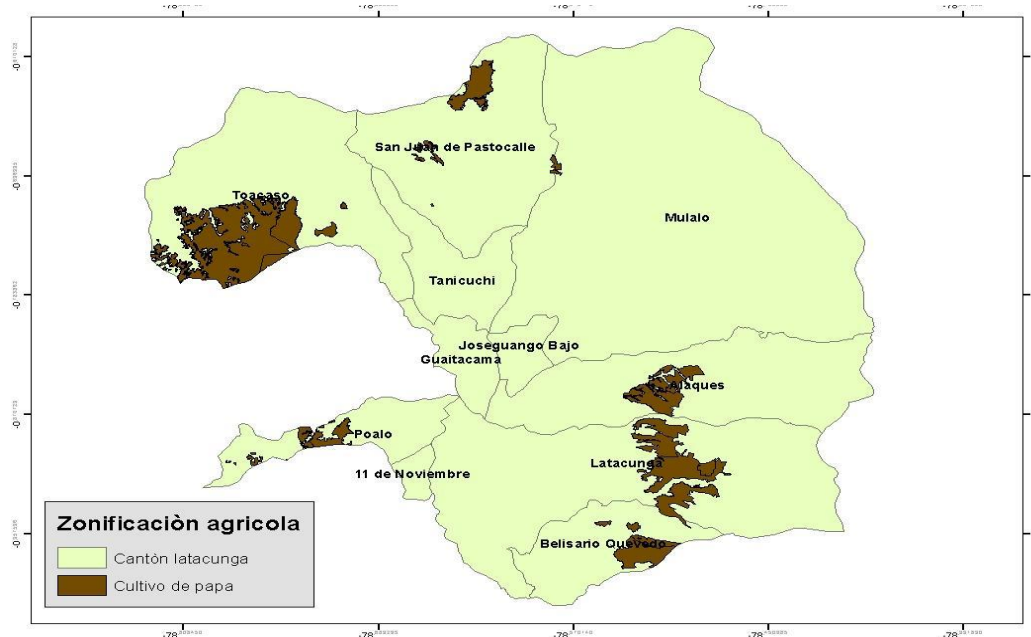 San Juan de Pastocalle
Toacaso
Mulalo
Tanicuchi
Joseguango Bajo
Guaitacama
Alaques
Poalo
Latacunga
11 de Noviembre
Belisario Quevedo
Zonificaciòn agricola
Cantón latacunga
Cultivo de papa